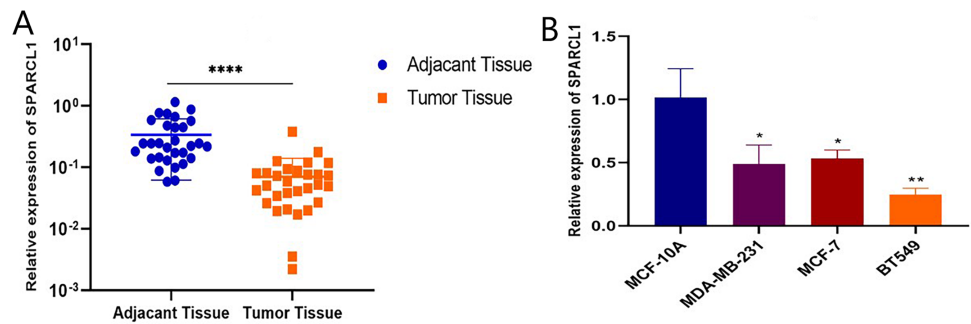 A
Relative expression of SPARCL1
10¹
10⁰
10⁻¹
10⁻²
10⁻³
****
Adjacant Tissue
Tumor Tissue
Adjacant Tissue
Tumor Tissue
B
Relative expression of SPARCL1
1.5
1.0
0.5
0.0
*
*
**
MCF-10A
MDA-MB-231
MCF-7
BT549